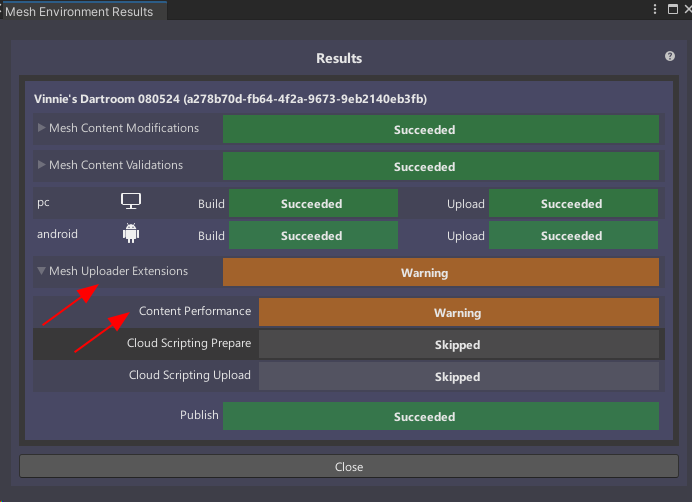 Mesh Environment Results
Results
Vinnie's Dartroom 080524 (a278b70d-fb64-4f2a-9673-9eb2140eb3fb)
Mesh Content Modifications Succeeded
Mesh Content Validations Succeeded
pc Build Succeeded Upload Succeeded
android Build Succeeded Upload Succeeded
Mesh Uploader Extensions Warning
Content Performance Warning
Cloud Scripting Prepare Skipped
Cloud Scripting Upload Skipped
Publish Succeeded
Close